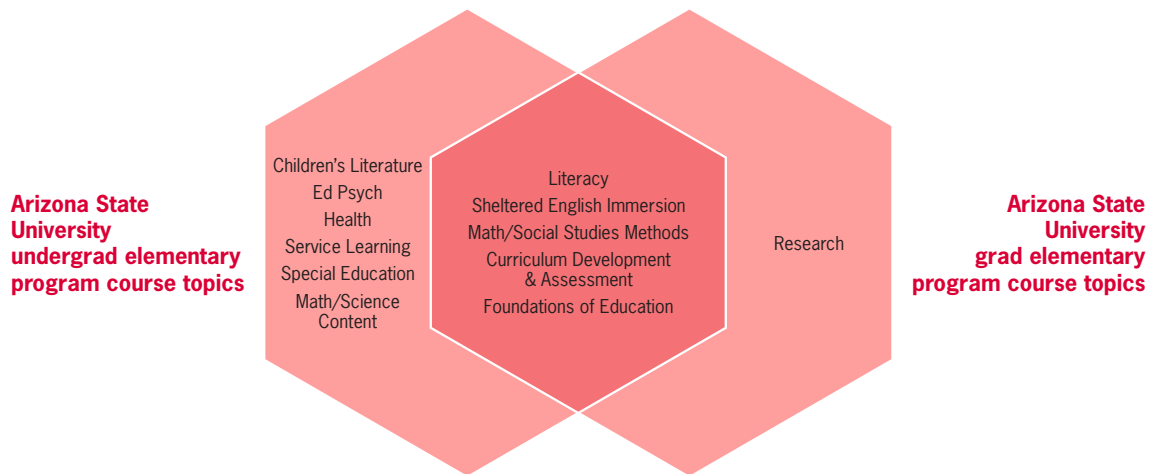 Arizona State
University
undergrad elementary
program course topics
Children's Literature
Ed Psych
Health
Service Learning
Special Education
Math/Science
Content
Literacy
Sheltered English Immersion
Math/Social Studies Methods
Curriculum Development
& Assessment
Foundations of Education
Research
Arizona State
University
grad elementary
program course topics